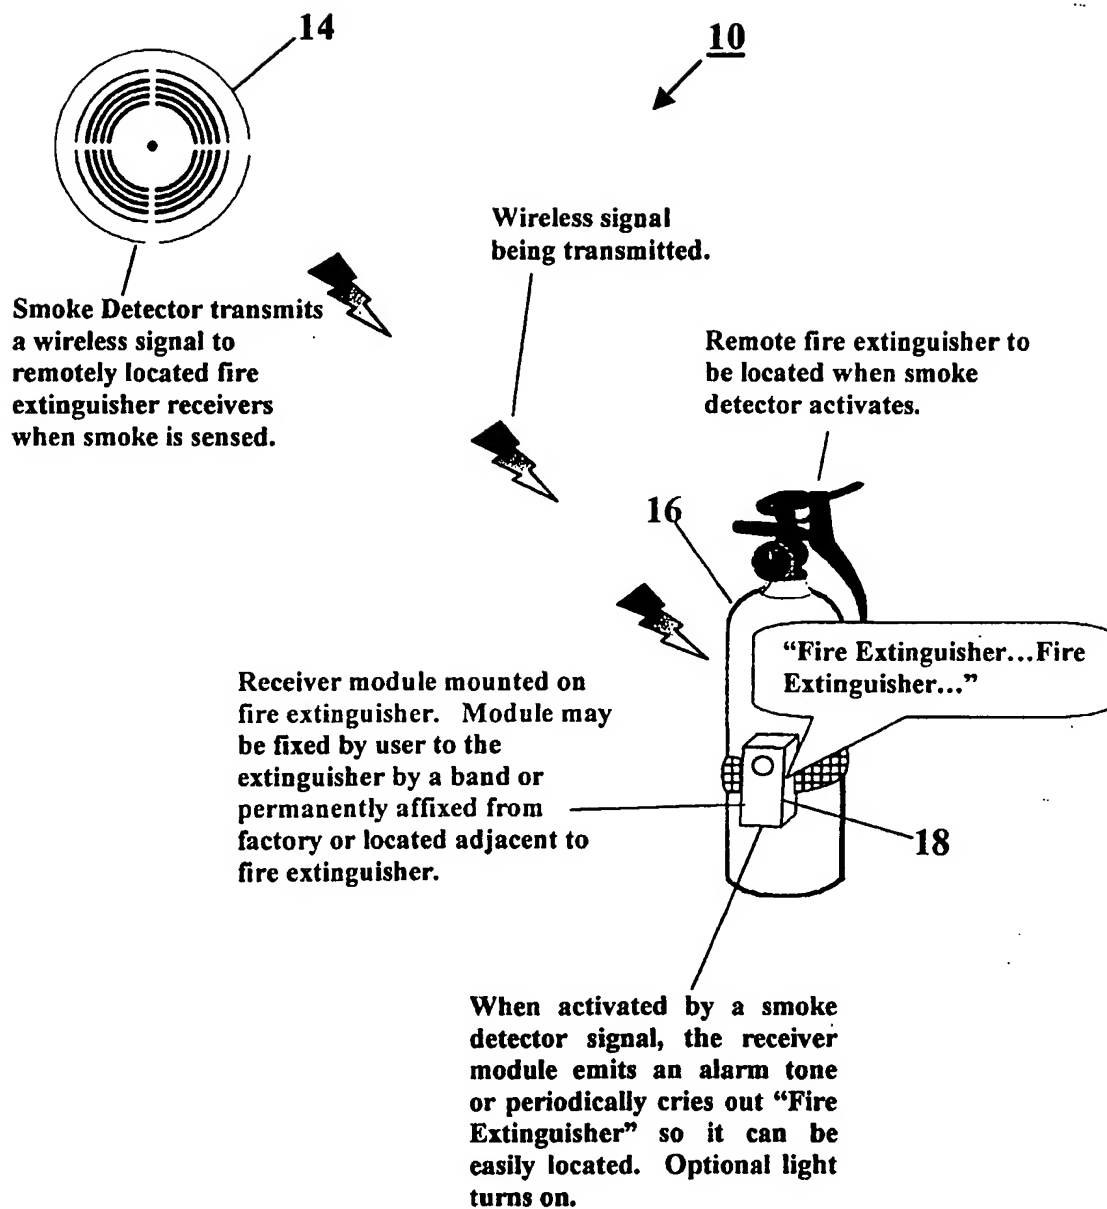 14
10
Wireless signal
being transmitted.
Smoke Detector transmits
a wireless signal to
remotely located fire
extinguisher receivers
when smoke is sensed.
Remote fire extinguisher to
be located when smoke
detector activates.
16
"Fire Extinguisher...Fire
Extinguisher..."
Receiver module mounted on
fire extinguisher. Module may
be fixed by user to the
extinguisher by a band or
permanently affixed from
factory or located adjacent to
fire extinguisher.
18
When activated by a smoke
detector signal, the receiver
module emits an alarm tone
or periodically cries out "Fire
Extinguisher" so it can be
easily located. Optional light
turns on.